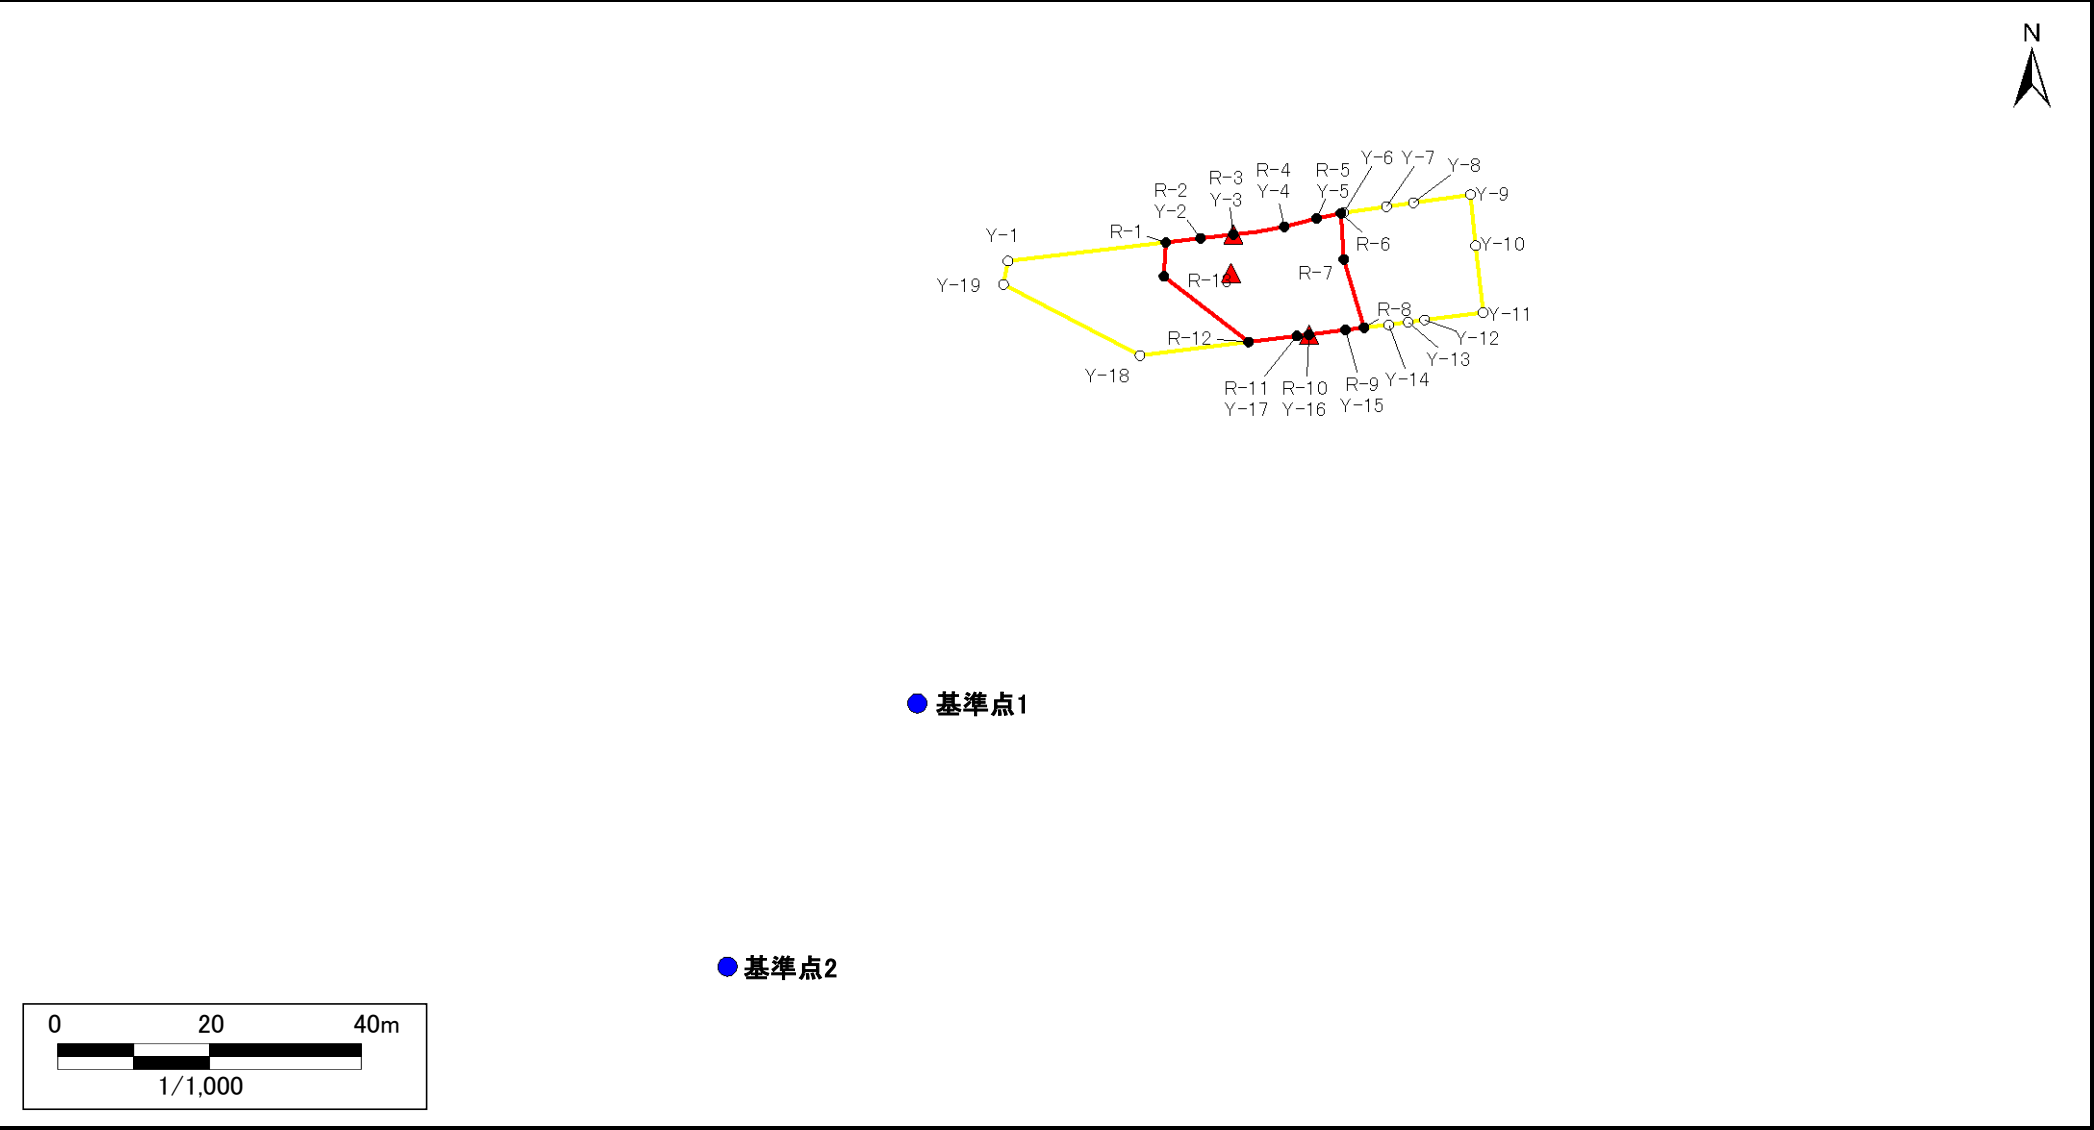 N
Y-6
Y-7
Y-8
R-5
Y-5
R-4
Y-4
R-3
Y-3
R-2
Y-2
Y-9
R-1
Y-1
R-6
Y-10
R-7
R-13
Y-19
R-8
Y-11
R-12
Y-12
Y-13
Y-18
Y-14
R-11
Y-17
R-10
Y-16
R-9
Y-15
基準点1
基準点2
0 20 40m
1/1,000